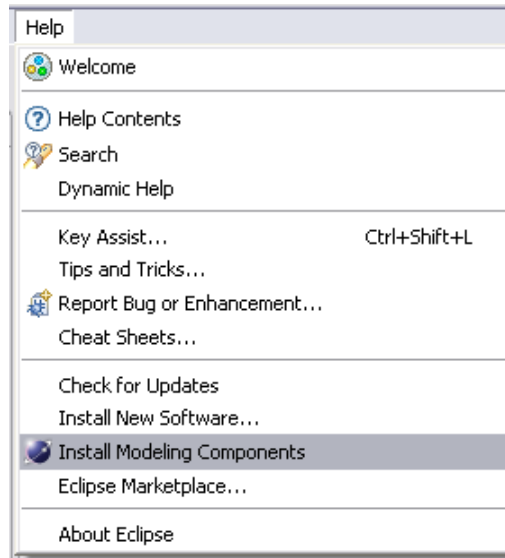 Help
Welcome
Help Contents
Search
Dynamic Help
Key Assist... Ctrl+Shift+L
Tips and Tricks...
Report Bug or Enhancement...
Cheat Sheets...
Check for Updates
Install New Software...
Install Modeling Components
Eclipse Marketplace...
About Eclipse